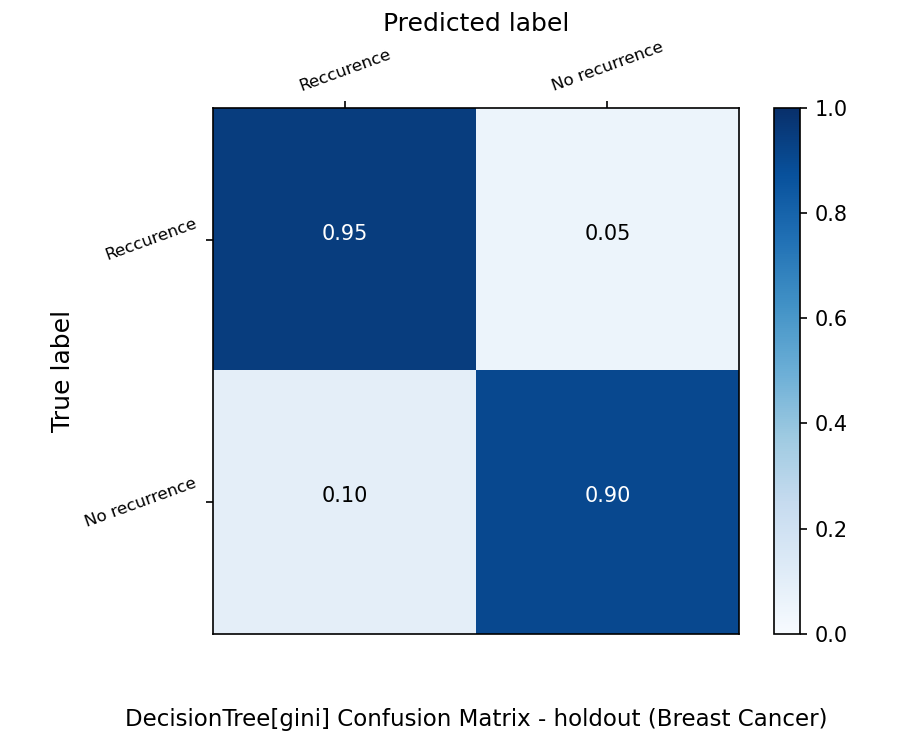 Predicted label
Reccurence
No recurrence
1.0
Reccurence
0.95
0.05
0.8
0.6
True label
0.4
No recurrence
0.10
0.90
0.2
0.0
DecisionTree[gini] Confusion Matrix - holdout (Breast Cancer)